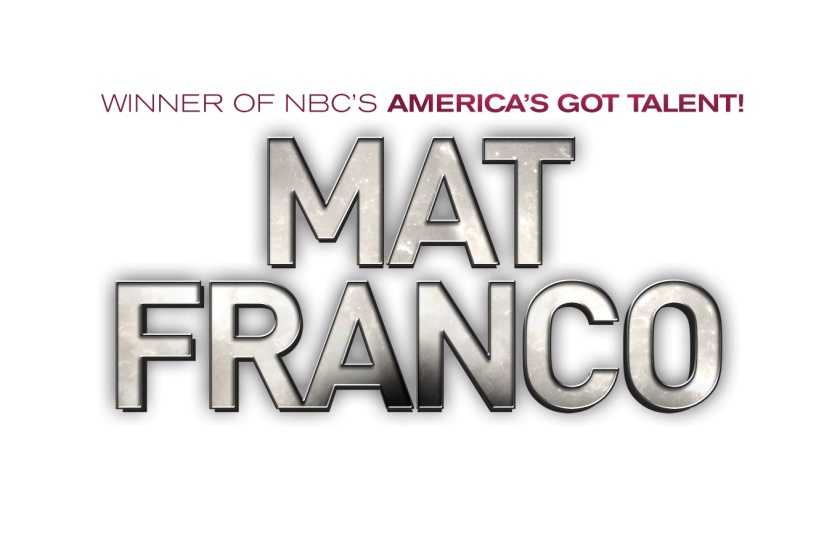 WINNER OF NBC'S AMERICA'S GOT TALENT!
MAT
FRANCO